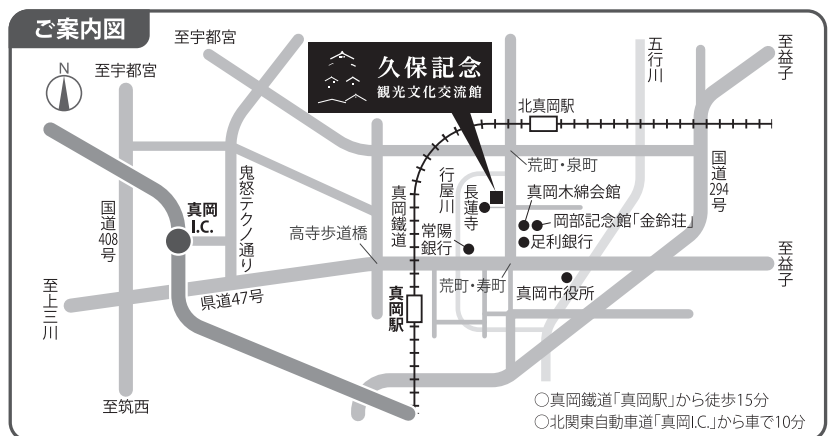 ご案内図
至宇都宮
N
至宇都宮
久保記念
観光文化交流館
五行川
至益子
北真岡駅
荒町・泉町
国道294号
鬼怒テクノ通り
真岡鐵道
行屋川
長蓮寺
真岡木綿会館
岡部記念館「金鈴荘」
足利銀行
常陽
銀行
国道408号
真岡
I.C.
高寺歩道橋
至益子
荒町・寿町
真岡市役所
至上三川
県道47号
真岡駅
至筑西
○真岡鐵道「真岡駅」から徒歩15分
○北関東自動車道「真岡I.C.」から車で10分